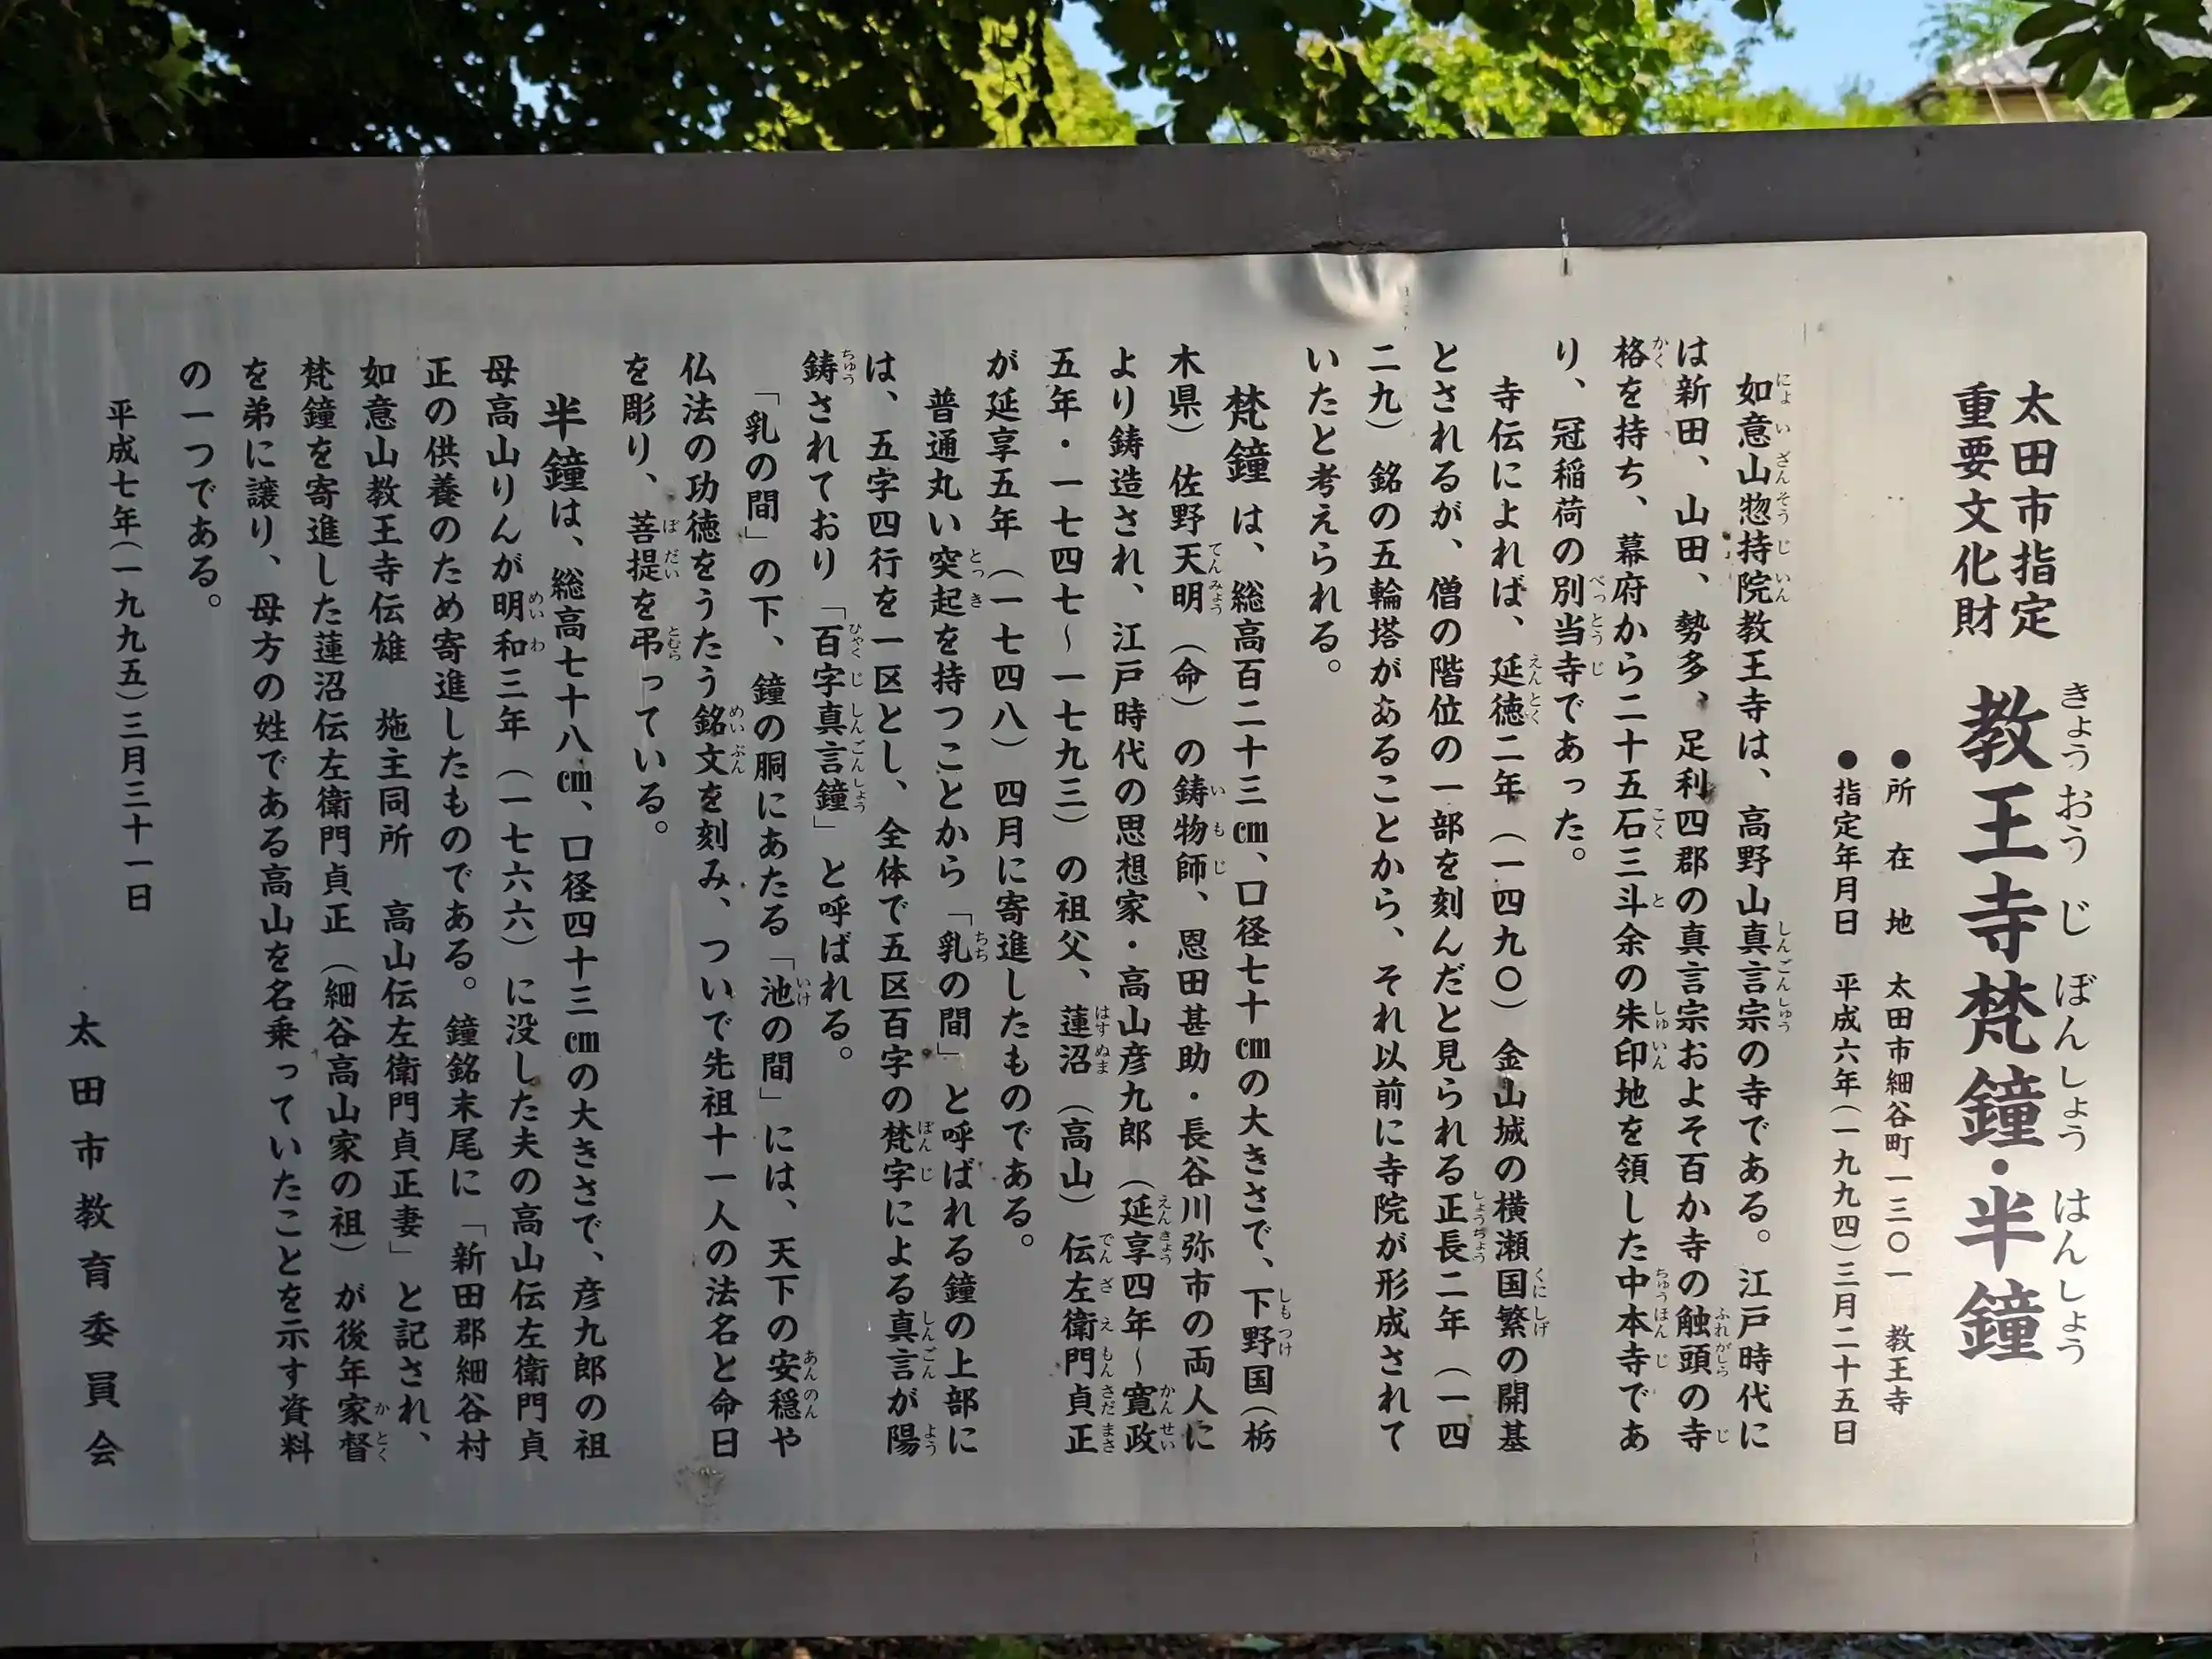 太田市指定
重要文化財
教王寺梵鐘・半鐘
きょうおうじ ぼんしょう はんしょう
●所在地 太田市細谷町一三〇一 教王寺
●指定年月日 平成六年(一九九四)三月二十五日
如意山惣持院教王寺は、高野山真言宗の寺である。江戸時代に
は新田、山田、勢多、足利四郡の真言宗およそ百か寺の触頭の寺
格を持ち、幕府から二十五石三斗余の朱印地を領した中本寺であ
り、冠稲荷の別当寺であった。
寺伝によれば、延徳二年(一四九〇)金山城の横瀬国繁の開基
とされるが、僧の階位の一部を刻んだと見られる正長二年(一四
二九)銘の五輪塔があることから、それ以前に寺院が形成されて
いたと考えられる。
梵鐘は、総高百二十三㎝、口径七十㎝の大きさで、下野国(栃
木県)佐野天明(命)の鋳物師、恩田甚助・長谷川弥市の両人に
より鋳造され、江戸時代の思想家・高山彦九郎(延享四年~寛政
五年・一七四七~一七九三)の祖父、蓮沼(高山)伝左衛門貞正
が延享五年(一七四八)四月に寄進したものである。
普通丸い突起を持つことから「乳の間」と呼ばれる鐘の上部に
は、五字四行を一区とし、全体で五区百字の梵字による真言が陽
鋳されており「百字真言鐘」と呼ばれる。
「乳の間」の下、鐘の胴にあたる「池の間」には、天下の安穏や
仏法の功徳をうたう銘文を刻み、ついで先祖十一人の法名と命日
を彫り、菩提を弔っている。
半鐘は、総高七十八㎝、口径四十三㎝の大きさで、彦九郎の祖
母高山りんが明和三年(一七六六)に没した夫の高山伝左衛門貞
正の供養のため寄進したものである。鐘銘末尾に「新田郡細谷村
如意山教王寺伝雄 施主同所 高山伝左衛門貞正妻」と記され、
梵鐘を寄進した蓮沼伝左衛門貞正(細谷高山家の祖)が後年家督
を弟に譲り、母方の姓である高山を名乗っていたことを示す資料
の一つである。
平成七年(一九九五)三月三十一日
太田市教育委員会